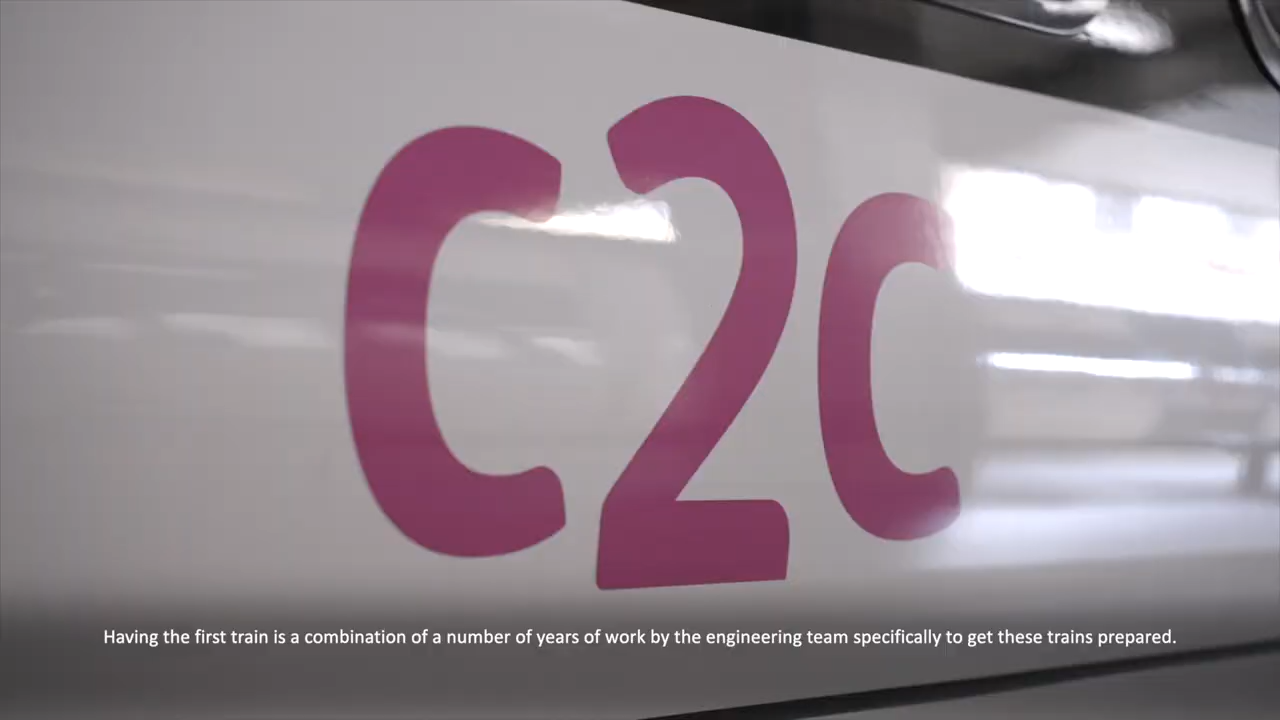 c2c
Having the first train is a combination of a number of years of work by the engineering team specifically to get these trains prepared.